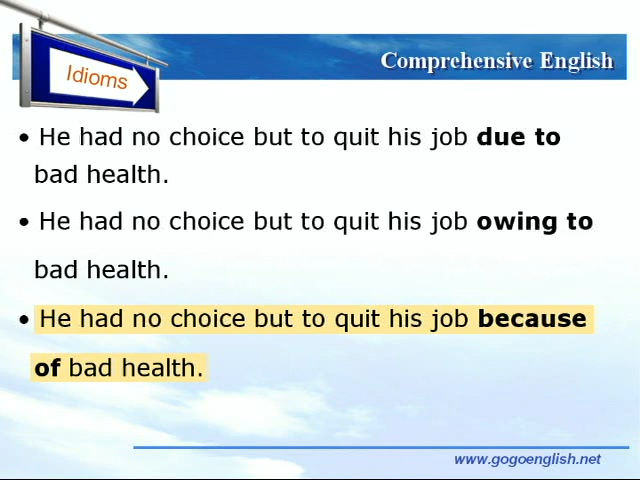 Idioms
Comprehensive English
• He had no choice but to quit his job due to
bad health.
• He had no choice but to quit his job owing to
bad health.
• He had no choice but to quit his job because
of bad health.
www.gogoenglish.net